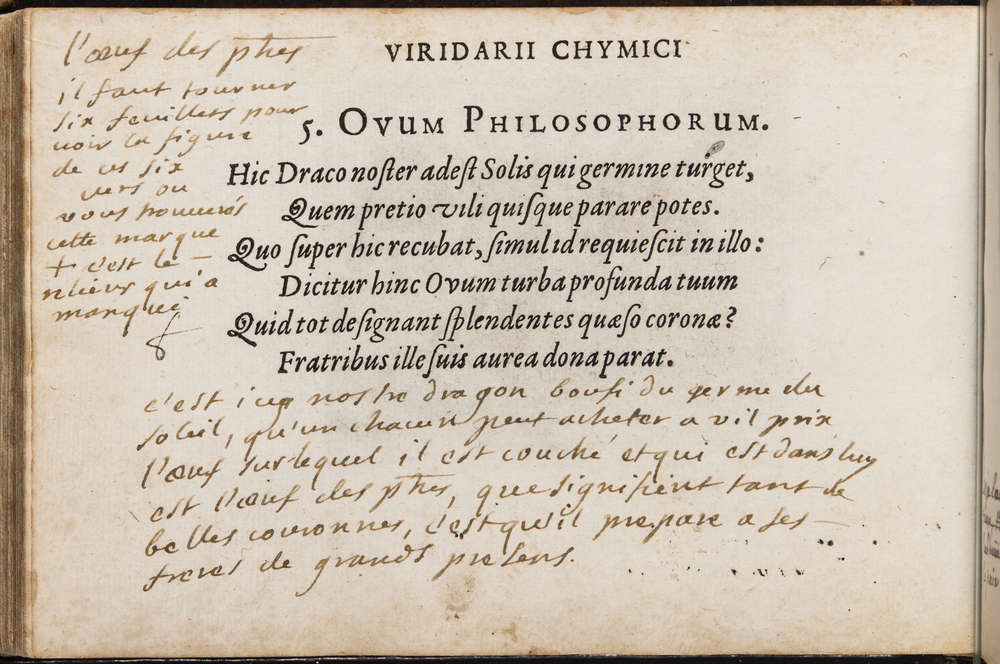 l'œuf des phes
il faut tourner
six feuillets pour
voir la figure
de ces six
vers ou
vous trouverés
cette marque
+ c'est le
qui a
marqué
VIRIDARII CHYMICI
5. OVUM PHILOSOPHORUM.
Hic Draco noſter adeſt Solis qui germine turget,
Quem pretio vili quiſque parare potes.
Quo ſuper hic recubat, ſimul id requieſcit in illo:
Dicitur hinc Ovum turba profunda tuum
Quid tot deſignant ſplendentes quæſo coronæ?
Fratribus ille ſuis aurea dona parat.
c'est icy nostre dragon boufi du germe du
soleil, qu'un chacun peut acheter a vil prix
l'œuf sur lequel il est couché et qui est dans luy
est l'œuf des phes, que signifient tant de
belles couronnes, c'est qu'il prepare a ses
freres de grands presens.